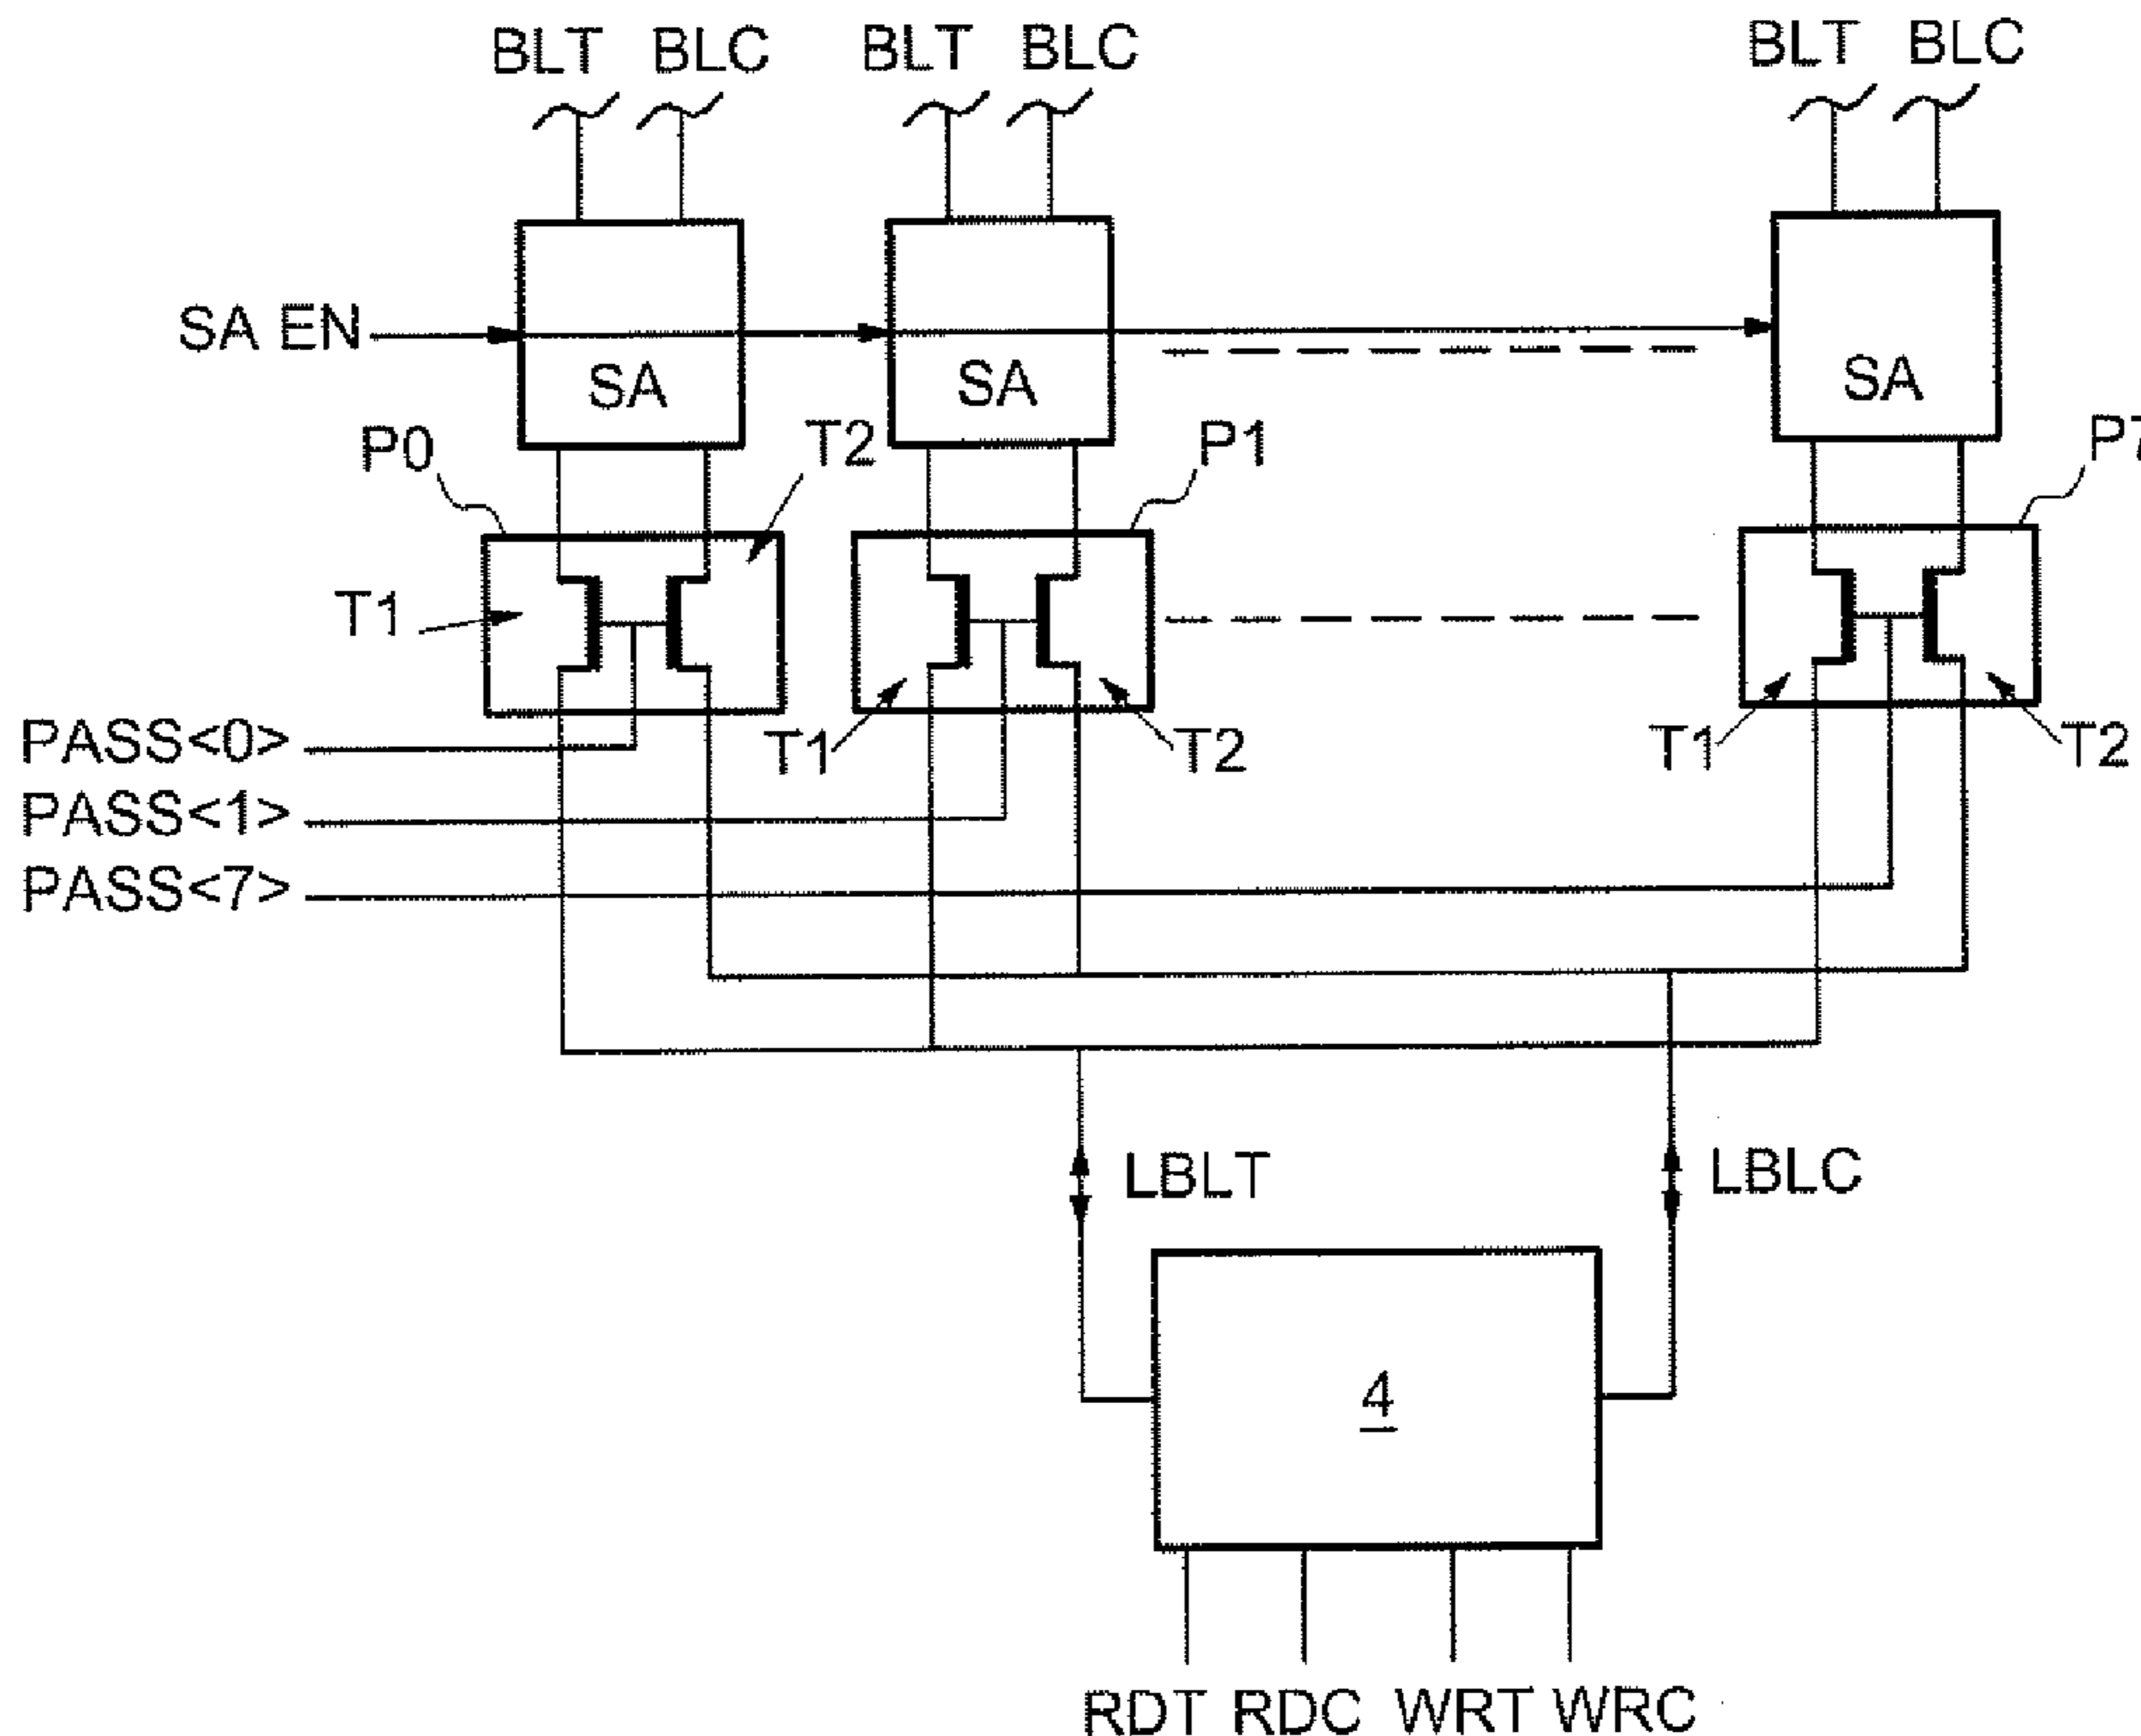 BLT BLC BLT BLC BLT BLC
SA EN
SA SA SA
P0 T2 P1 P7
T1
T1 T2 T1 T2
PASS<0>
PASS<1>
PASS<7>
LBLT LBLC
4
RDT RDC WRT WRC